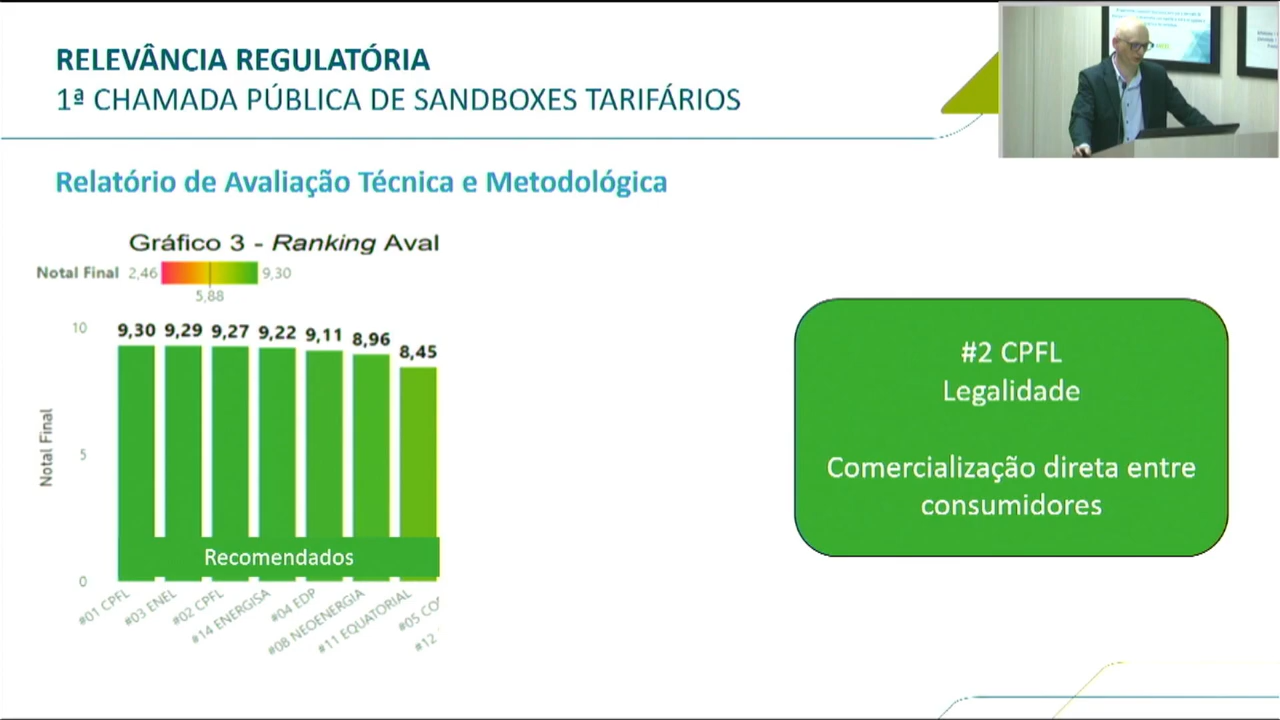 RELEVÂNCIA REGULATÓRIA
1ª CHAMADA PÚBLICA DE SANDBOXES TARIFÁRIOS
Relatório de Avaliação Técnica e Metodológica
Gráfico 3 - Ranking Aval
Notal Final 2,46 9,30
5,88
10
9,30 9,29 9,27 9,22 9,11 8,96 8,45
Notal Final
5
0
Recomendados
#01 CPFL
#03 ENEL
#02 CPFL
#14 ENERGISA
#04 EDP
#08 NEOENERGIA
#11 EQUATORIAL
#05 CO
#12
#2 CPFL
Legalidade
Comercialização direta entre
consumidores